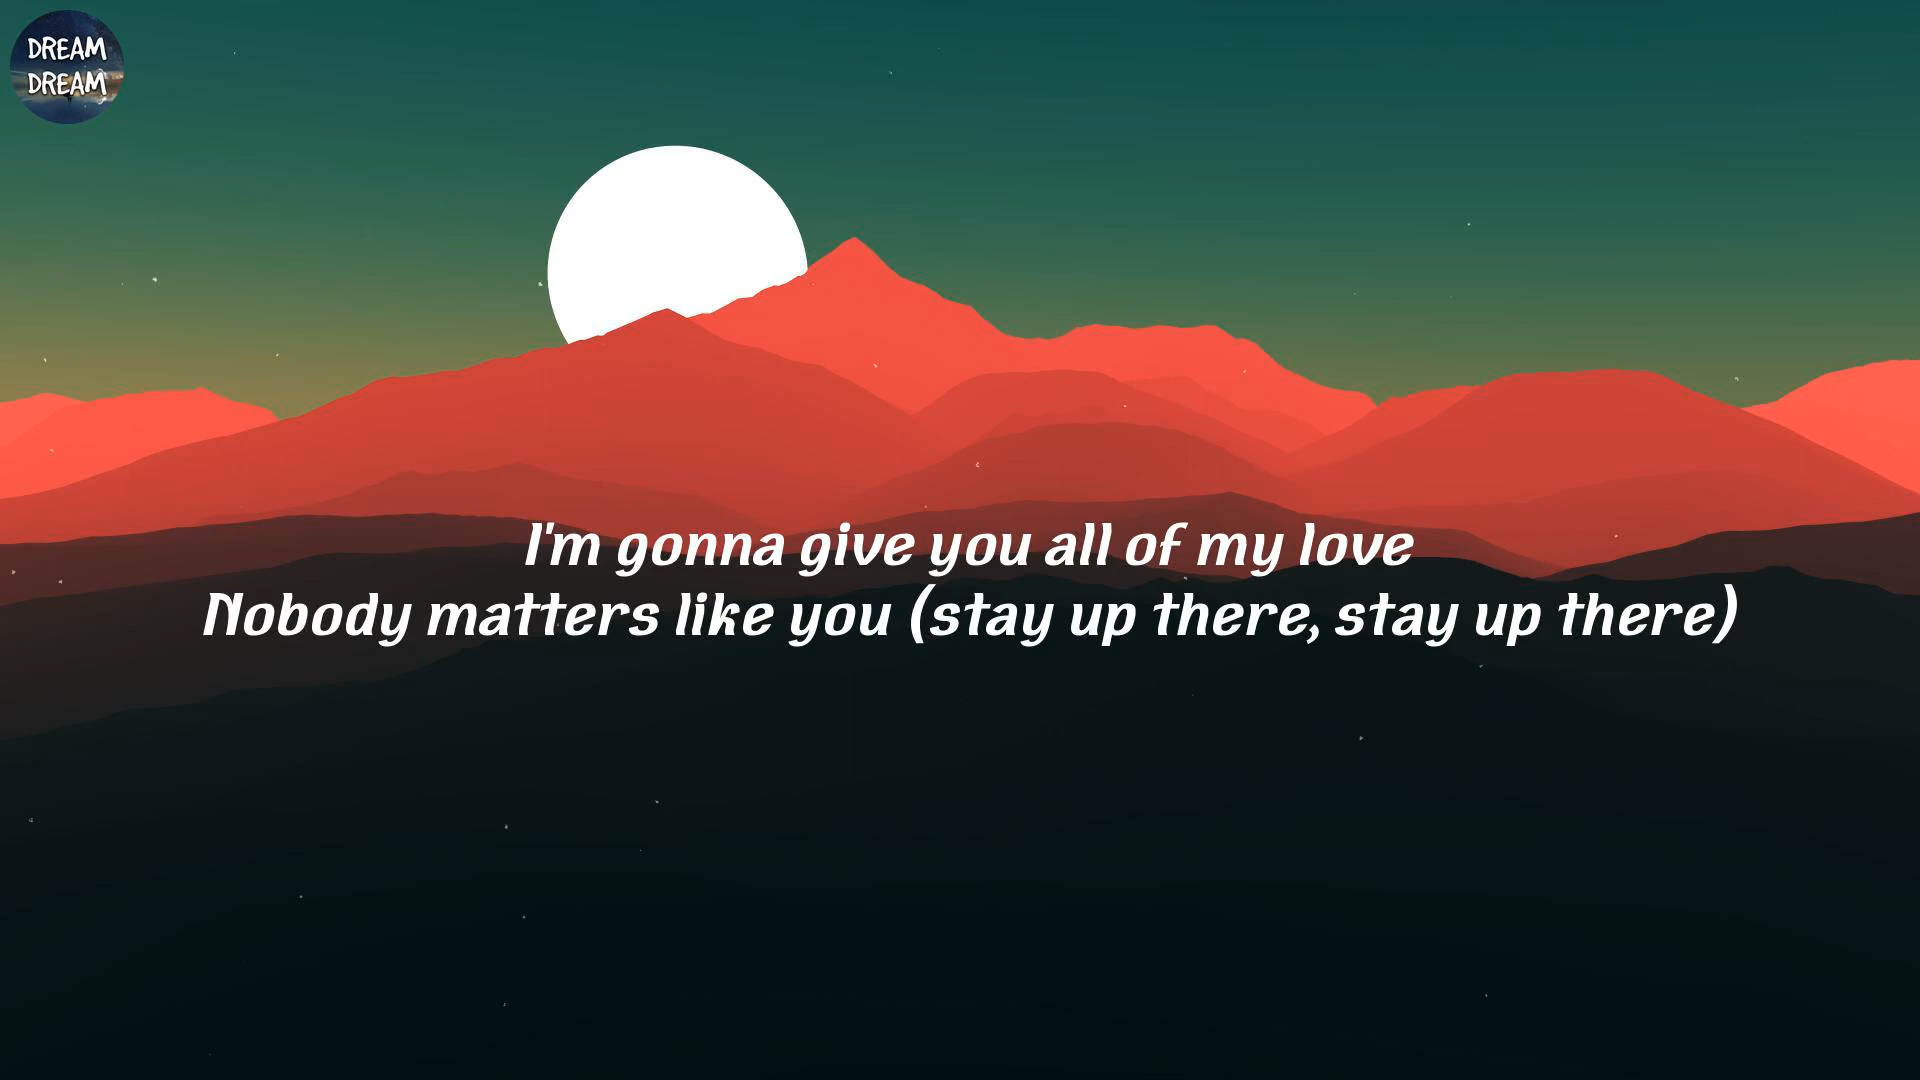 DREAM
DREAM
I'm gonna give you all of my love
Nobody matters like you (stay up there, stay up there)